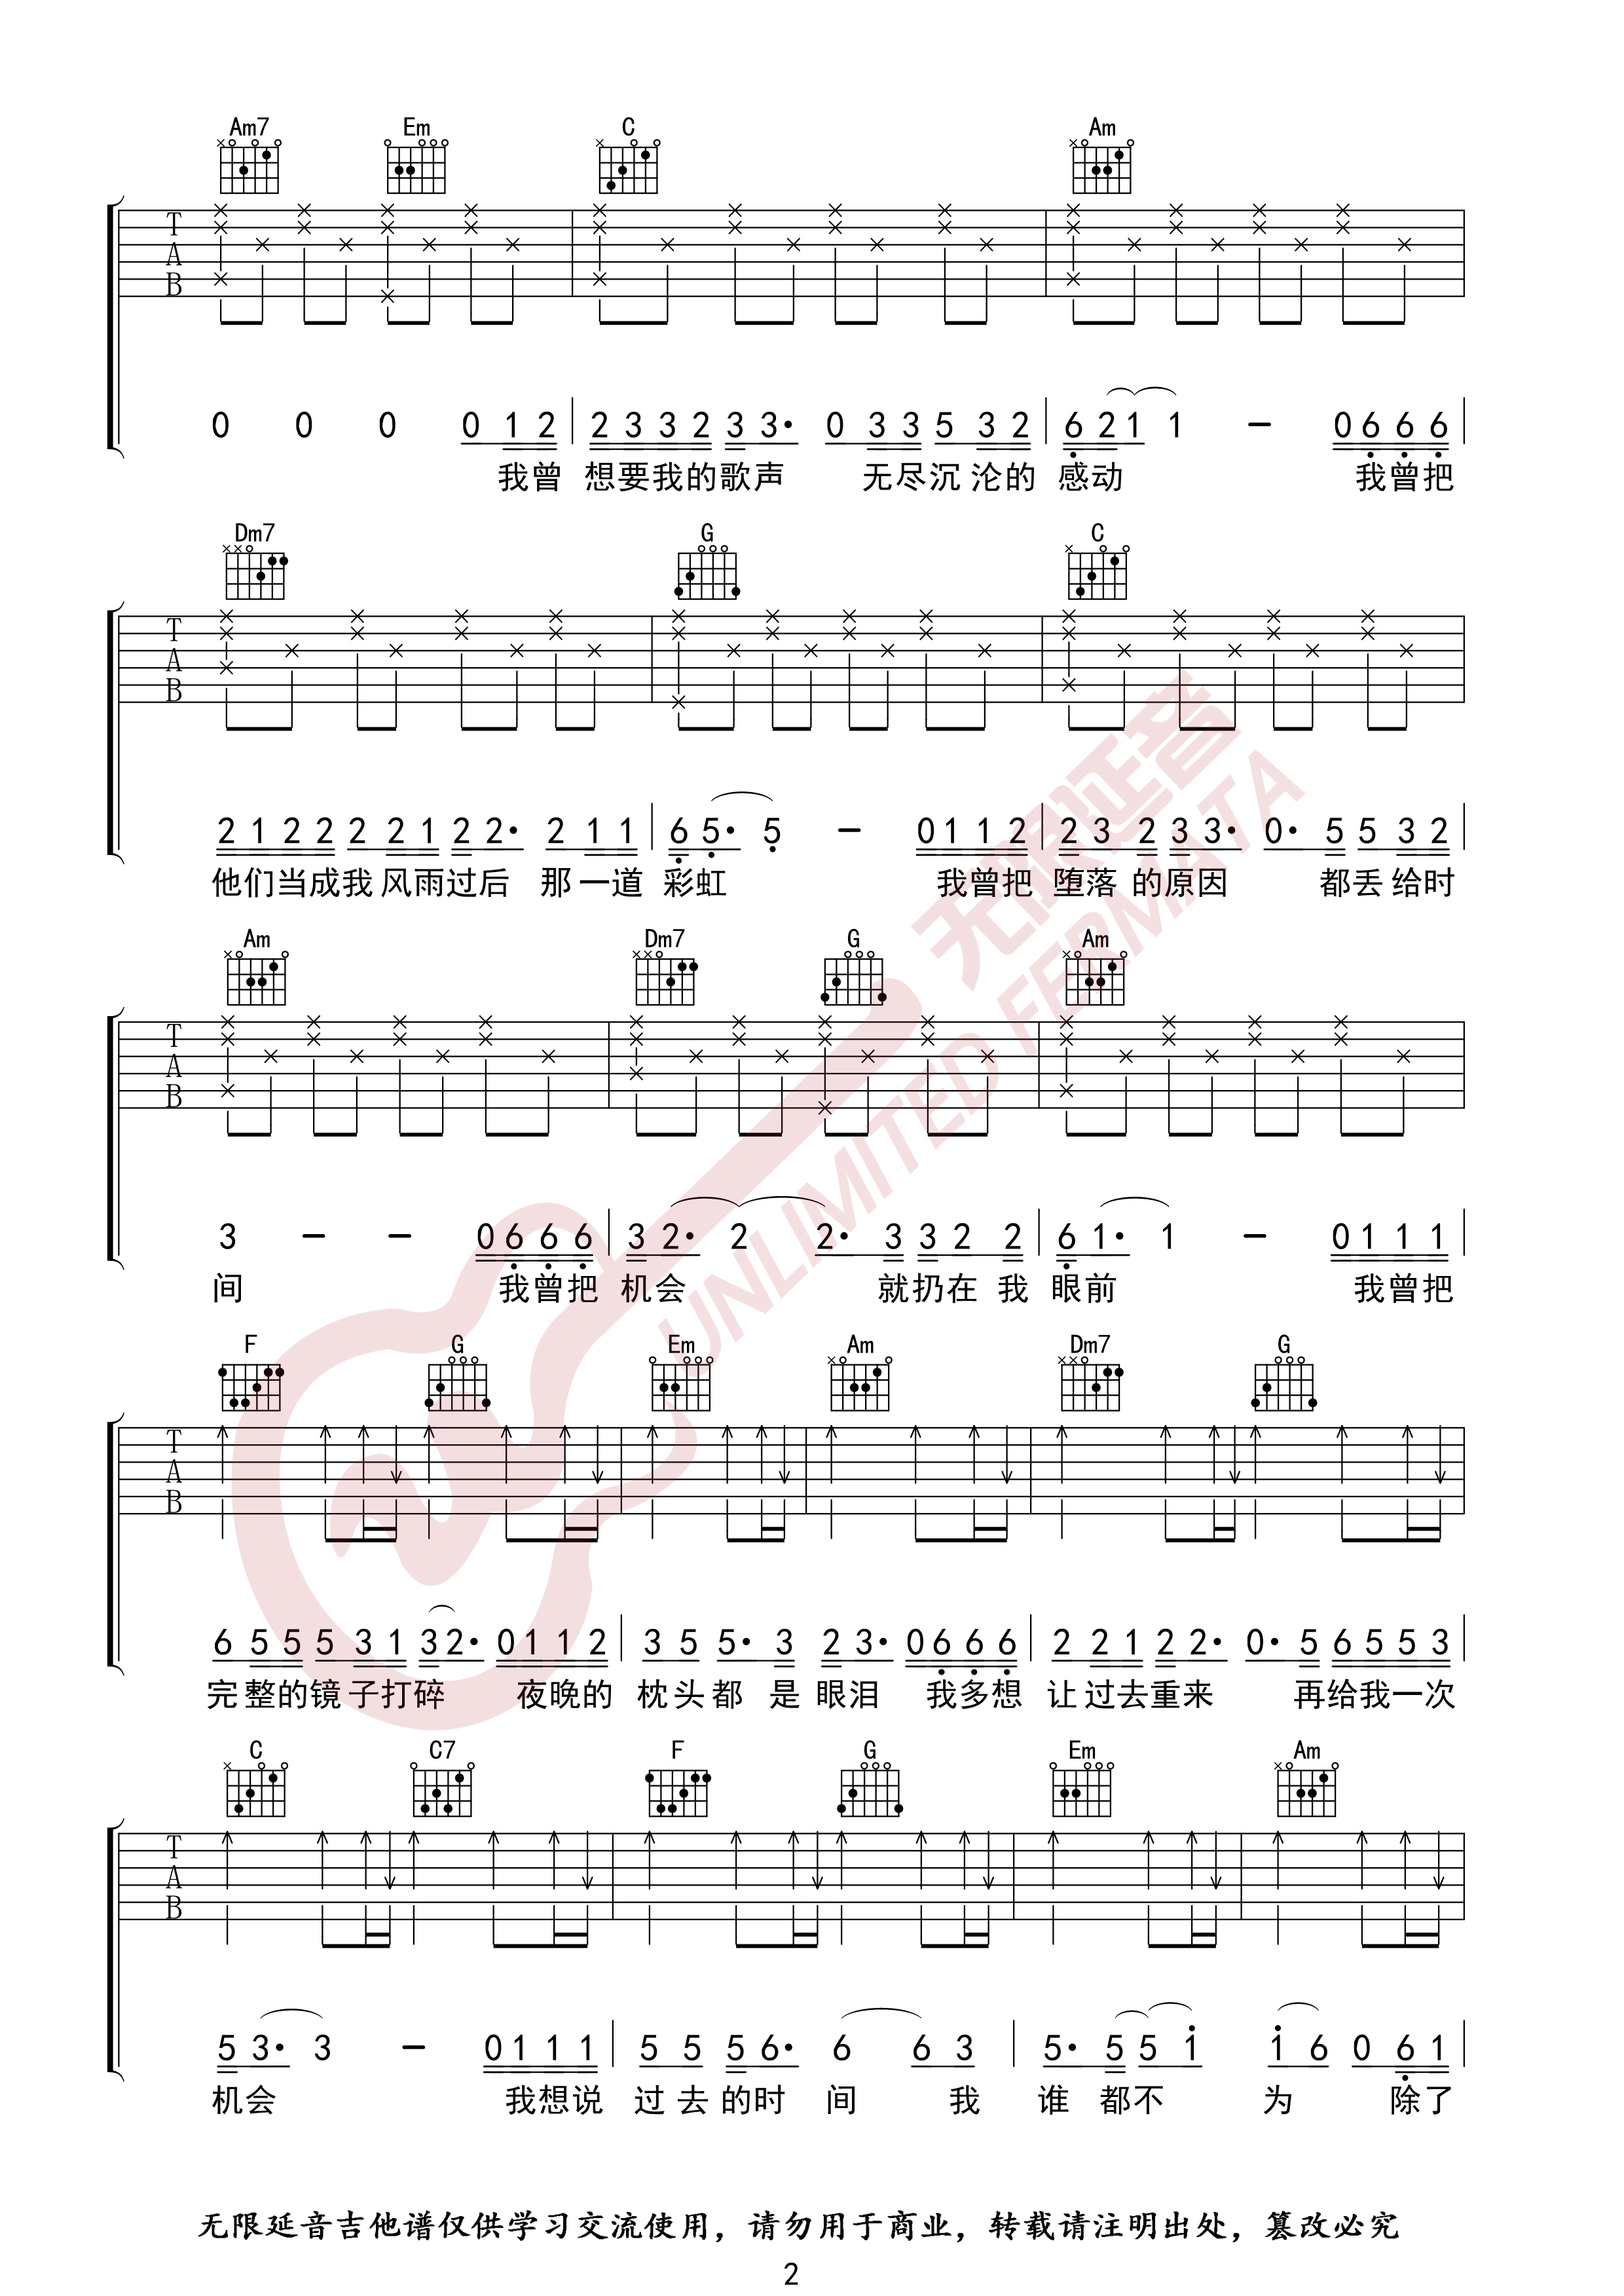 Am7 Em C Am
T A B
0 0 0 0 1 2 | 2 3 3 2 3 3· 0 3 3 5 3 2 | 6 2 1 1 – 0 6 6 6 |
我曾 想要我的歌声 无尽沉沦的 感动 我曾把
Dm7 G C
T A B
2 1 2 2 2 2 1 2 2· 2 1 1 | 6 5· 5 – 0 1 1 2 | 2 3 2 3 3· 0· 5 5 3 2 |
他们当成我风雨过后 那一道 彩虹 我曾把 堕落的原因 都丢给时
Am Dm7 G Am
T A B
3 – – 0 6 6 6 | 3 2· 2 2· 3 3 2 2 | 6 1· 1 – 0 1 1 1 |
间 我曾把 机会 就扔在我 眼前 我曾把
F G Em Am Dm7 G
T A B
6 5 5 5 3 1 3 2· 0 1 1 2 | 3 5 5· 3 2 3· 0 6 6 6 | 2 2 1 2 2· 0· 5 6 5 5 3 |
完整的镜子打碎 夜晚的 枕头都是眼泪 我多想 让过去重来 再给我一次
C C7 F G Em Am
T A B
5 3· 3 – 0 1 1 1 | 5 5 5 6· 6 6 3 | 5· 5 5 1 1 6 0 6 1 |
机会 我想说 过去的时间 我 谁都不 为 除了
无限延音
UNLIMITED FERMATA
无限延音吉他谱仅供学习交流使用，请勿用于商业，转载请注明出处，篡改必究
2